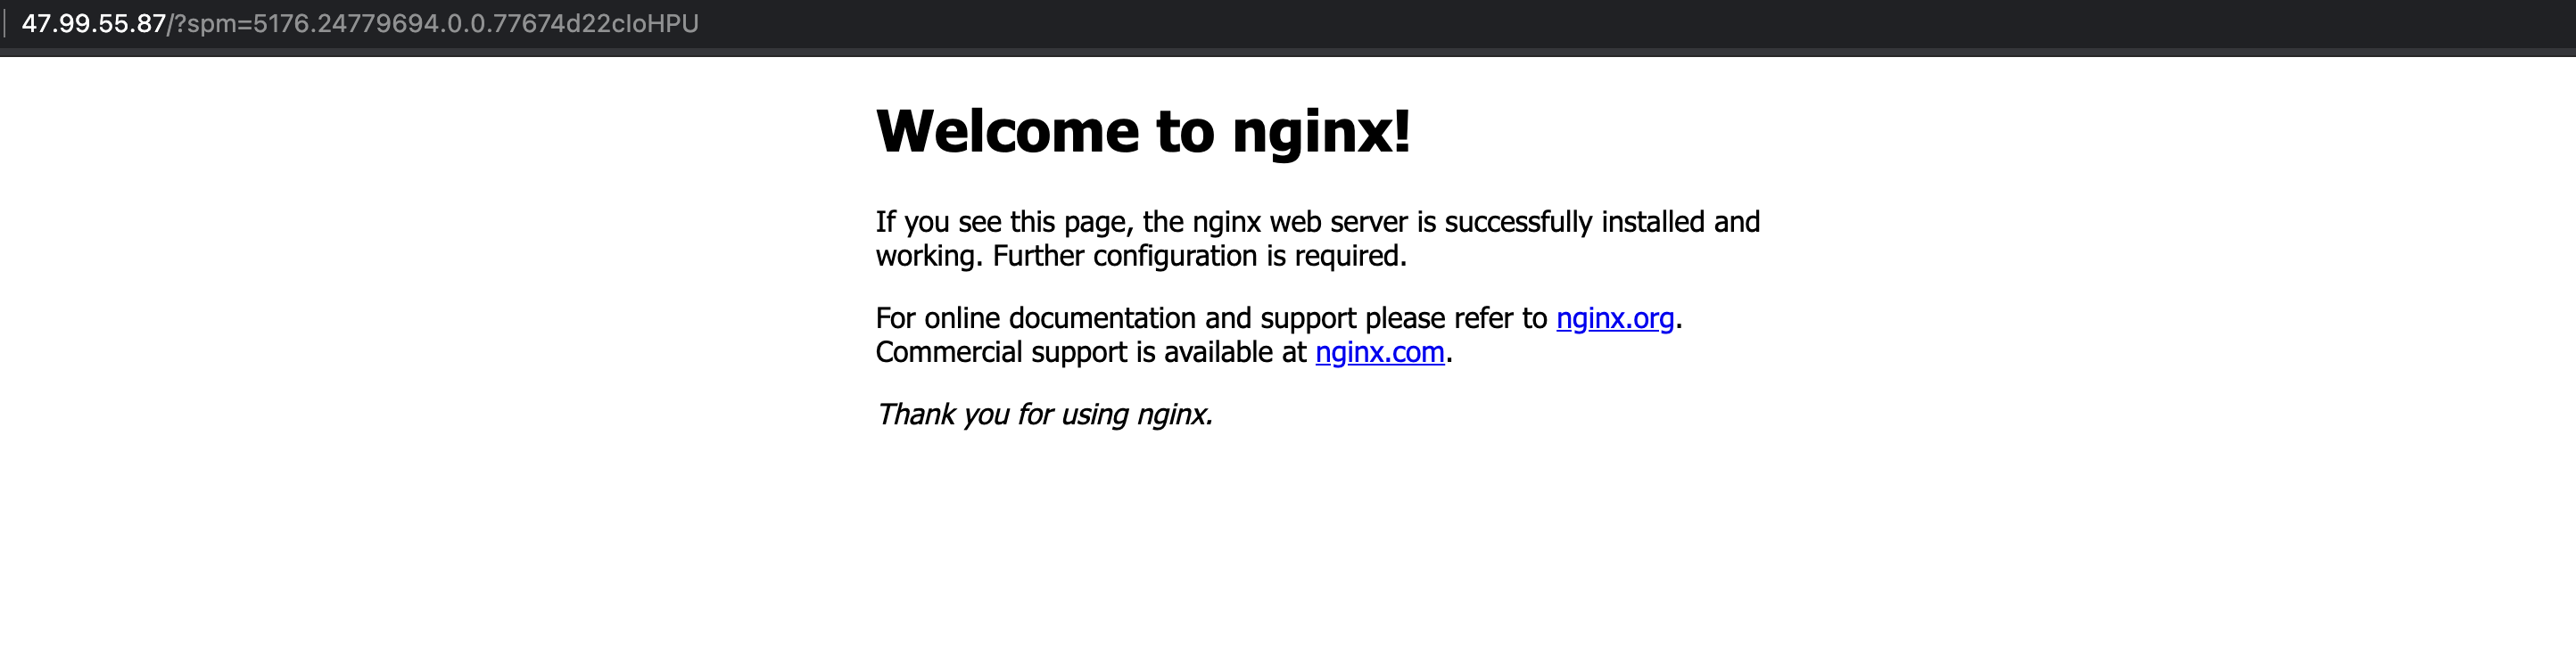 47.99.55.87/?spm=5176.24779694.0.0.77674d22cIoHPU
Welcome to nginx!
If you see this page, the nginx web server is successfully installed and
working. Further configuration is required.
For online documentation and support please refer to nginx.org.
Commercial support is available at nginx.com.
Thank you for using nginx.